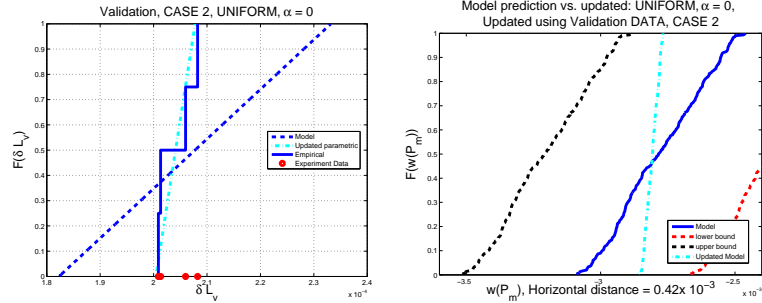 Validation, CASE 2, UNIFORM, α = 0
F(δ L_v)
1
0.9
0.8
0.7
0.6
0.5
0.4
0.3
0.2
0.1
0
Model
Updated parametric
Empirical
Experiment Data
1.8 1.9 2 2.1 2.2 2.3 2.4
δ L_v
x 10⁻⁴
Model prediction vs. updated: UNIFORM, α = 0,
Updated using Validation DATA, CASE 2
F(w(P_m))
1
0.9
0.8
0.7
0.6
0.5
0.4
0.3
0.2
0.1
0
Model
lower bound
upper bound
Updated Model
-3.5 -3 -2.5
w(P_m), Horizontal distance = 0.42x 10⁻³
x 10⁻³